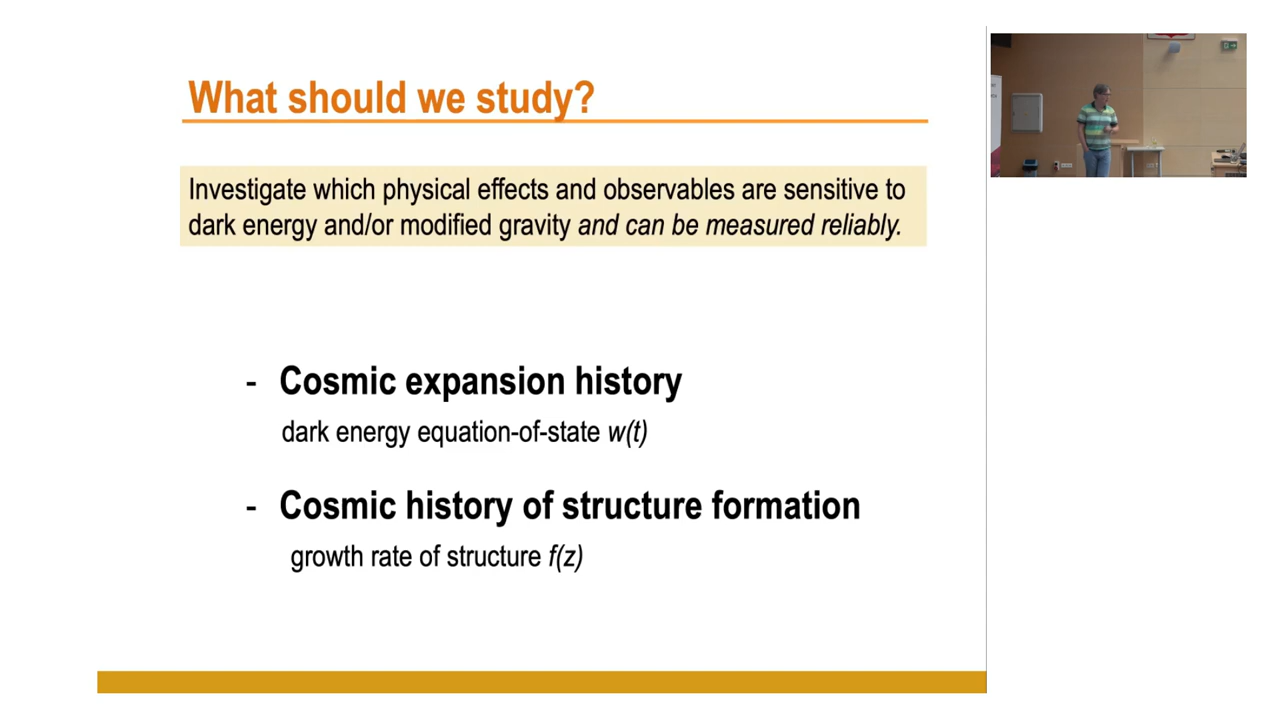 What should we study?
Investigate which physical effects and observables are sensitive to
dark energy and/or modified gravity and can be measured reliably.
- Cosmic expansion history
dark energy equation-of-state w(t)
- Cosmic history of structure formation
growth rate of structure f(z)